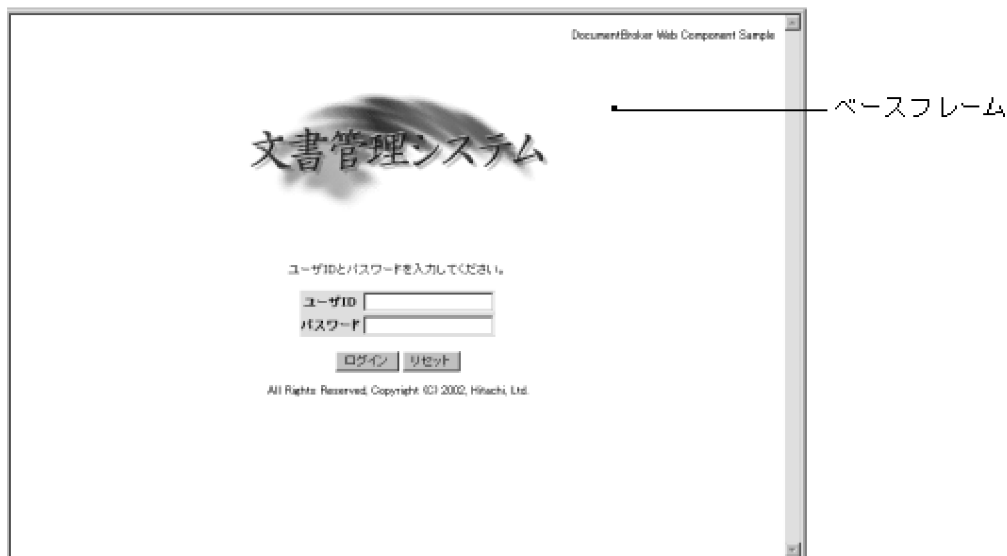 DocumentBroker Web Component Sample
ベースフレーム
文書管理システム
ユーザIDとパスワードを入力してください。
ユーザID
パスワード
ログイン リセット
All Rights Reserved, Copyright (C) 2002, Hitachi, Ltd.